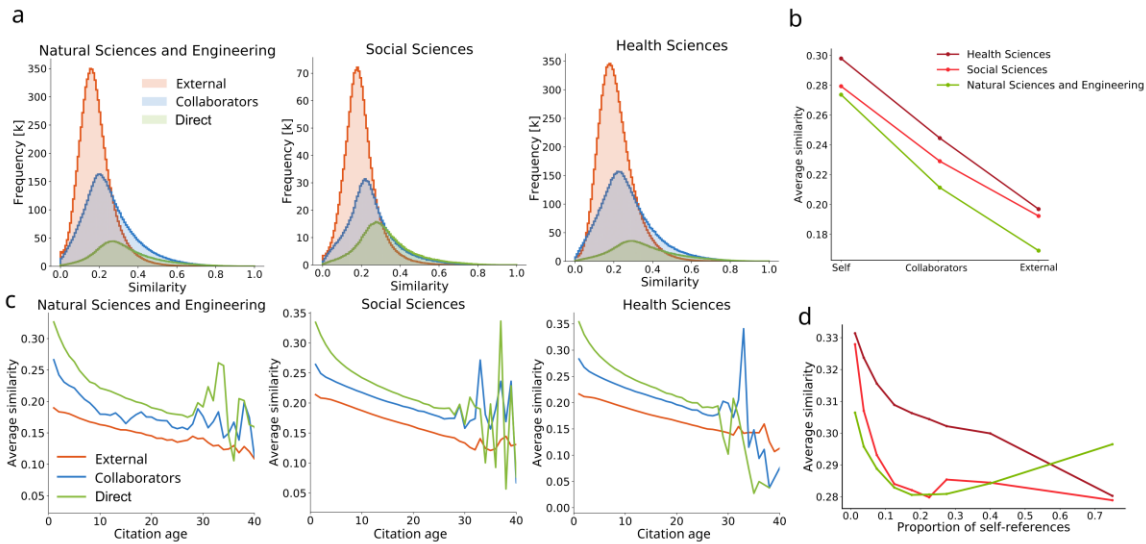 a
Natural Sciences and Engineering
350
300
250
200
150
100
50
0
Frequency [k]
External
Collaborators
Direct
0.0 0.2 0.4 0.6 0.8 1.0
Similarity
Social Sciences
70
60
50
40
30
20
10
0
Frequency [k]
0.0 0.2 0.4 0.6 0.8 1.0
Similarity
Health Sciences
350
300
250
200
150
100
50
0
Frequency [k]
0.0 0.2 0.4 0.6 0.8 1.0
Similarity
b
0.30
0.28
0.26
0.24
0.22
0.20
0.18
Average similarity
Health Sciences
Social Sciences
Natural Sciences and Engineering
Self Collaborators External
c
Natural Sciences and Engineering
0.30
0.25
0.20
0.15
0.10
0.05
Average similarity
External
Collaborators
Direct
0 10 20 30 40
Citation age
Social Sciences
0.35
0.30
0.25
0.20
0.15
0.10
0.05
Average similarity
0 10 20 30 40
Citation age
Health Sciences
0.35
0.30
0.25
0.20
0.15
0.10
0.05
0.00
Average similarity
0 10 20 30 40
Citation age
d
0.33
0.32
0.31
0.30
0.29
0.28
Average similarity
0.0 0.1 0.2 0.3 0.4 0.5 0.6 0.7
Proportion of self-references